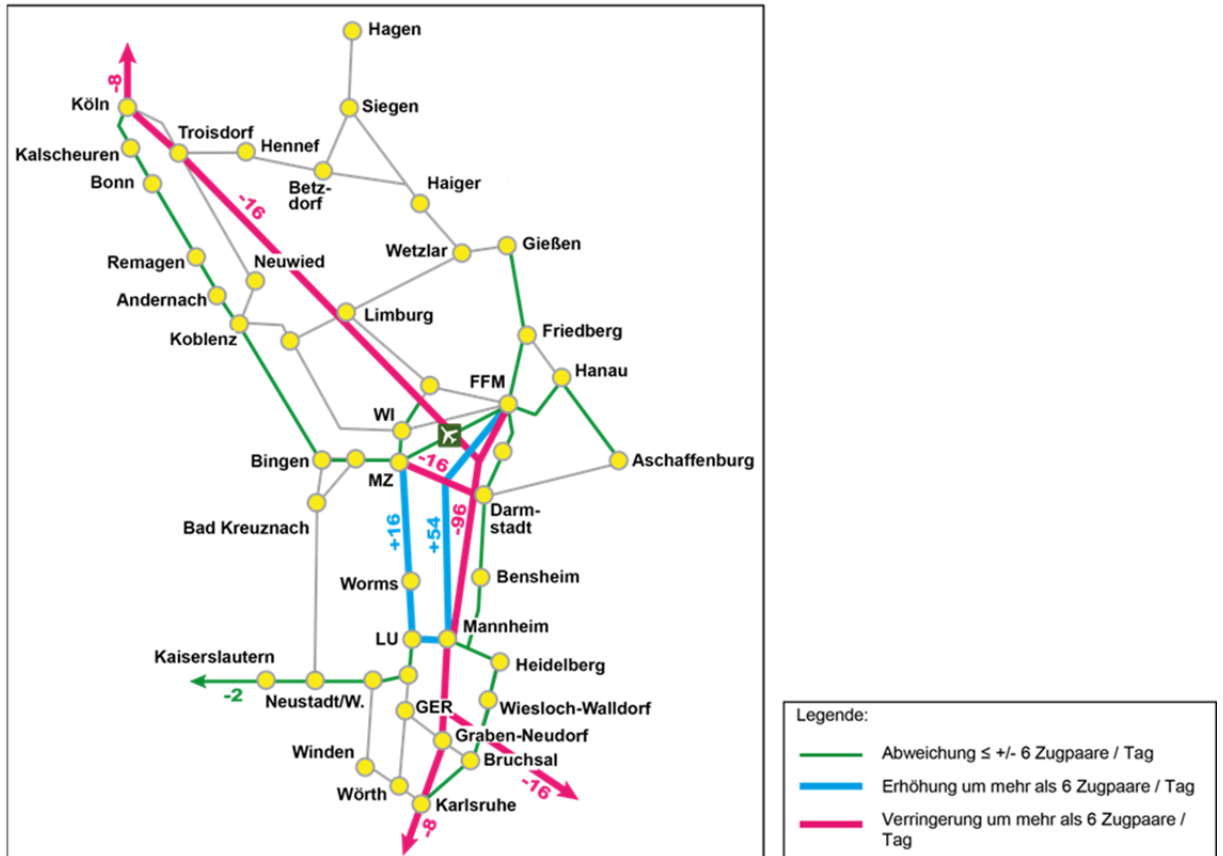 Hagen
-8
Köln
Siegen
Troisdorf
Hennef
Kalscheuren
Betz-
dorf
Haiger
Bonn
-16
Wetzlar
Gießen
Remagen
Neuwied
Andernach
Limburg
Koblenz
Friedberg
Hanau
FFM
WI
Bingen
-16
Aschaffenburg
MZ
Darm-
stadt
Bad Kreuznach
+16
+54
-96
Worms
Bensheim
LU
Mannheim
Kaiserslautern
Heidelberg
-2
Neustadt/W.
GER
Wiesloch-Walldorf
Graben-Neudorf
Winden
Bruchsal
-16
Wörth
Karlsruhe
-8
Legende:
Abweichung ≤ +/- 6 Zugpaare / Tag
Erhöhung um mehr als 6 Zugpaare / Tag
Verringerung um mehr als 6 Zugpaare /
Tag